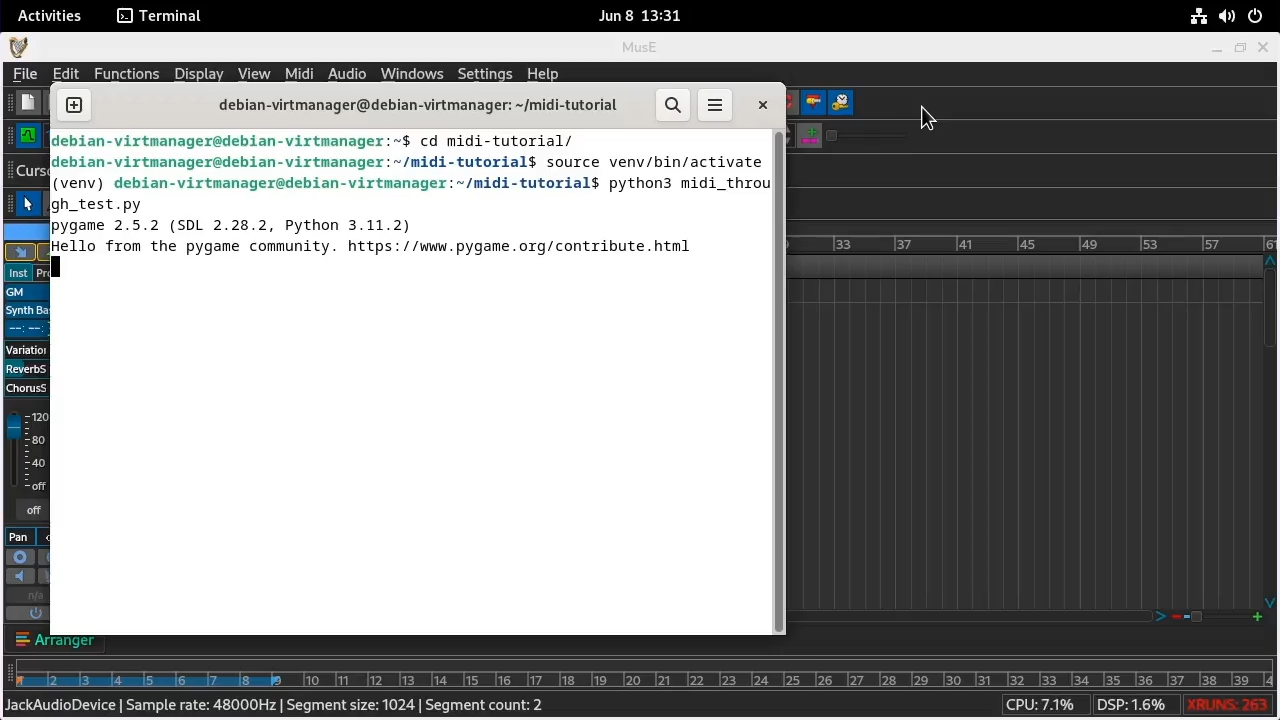 Activities
Terminal
Jun 8 13:31
MusE
File Edit Functions Display View Midi Audio Windows Settings Help
debian-virtmanager@debian-virtmanager: ~/midi-tutorial
debian-virtmanager@debian-virtmanager:~$ cd midi-tutorial/
debian-virtmanager@debian-virtmanager:~/midi-tutorial$ source venv/bin/activate
(venv) debian-virtmanager@debian-virtmanager:~/midi-tutorial$ python3 midi_throu
gh_test.py
pygame 2.5.2 (SDL 2.28.2, Python 3.11.2)
Hello from the pygame community. https://www.pygame.org/contribute.html
Curso
33 37 41 45 49 53 57 61
Inst Pr
GM
Synth Ba
Variatio
ReverbS
ChorusS
120
80
40
off
off
Pan
n/a
Arranger
2 3 4 5 6 7 8 9 10 11 12 13 14 15 16 17 18 19 20 21 22 23 24 25 26 27 28 29 30 31 32 33 34 35 36 37 38 39 4
JackAudioDevice | Sample rate: 48000Hz | Segment size: 1024 | Segment count: 2
CPU: 7.1%
DSP: 1.6%
XRUNS: 263